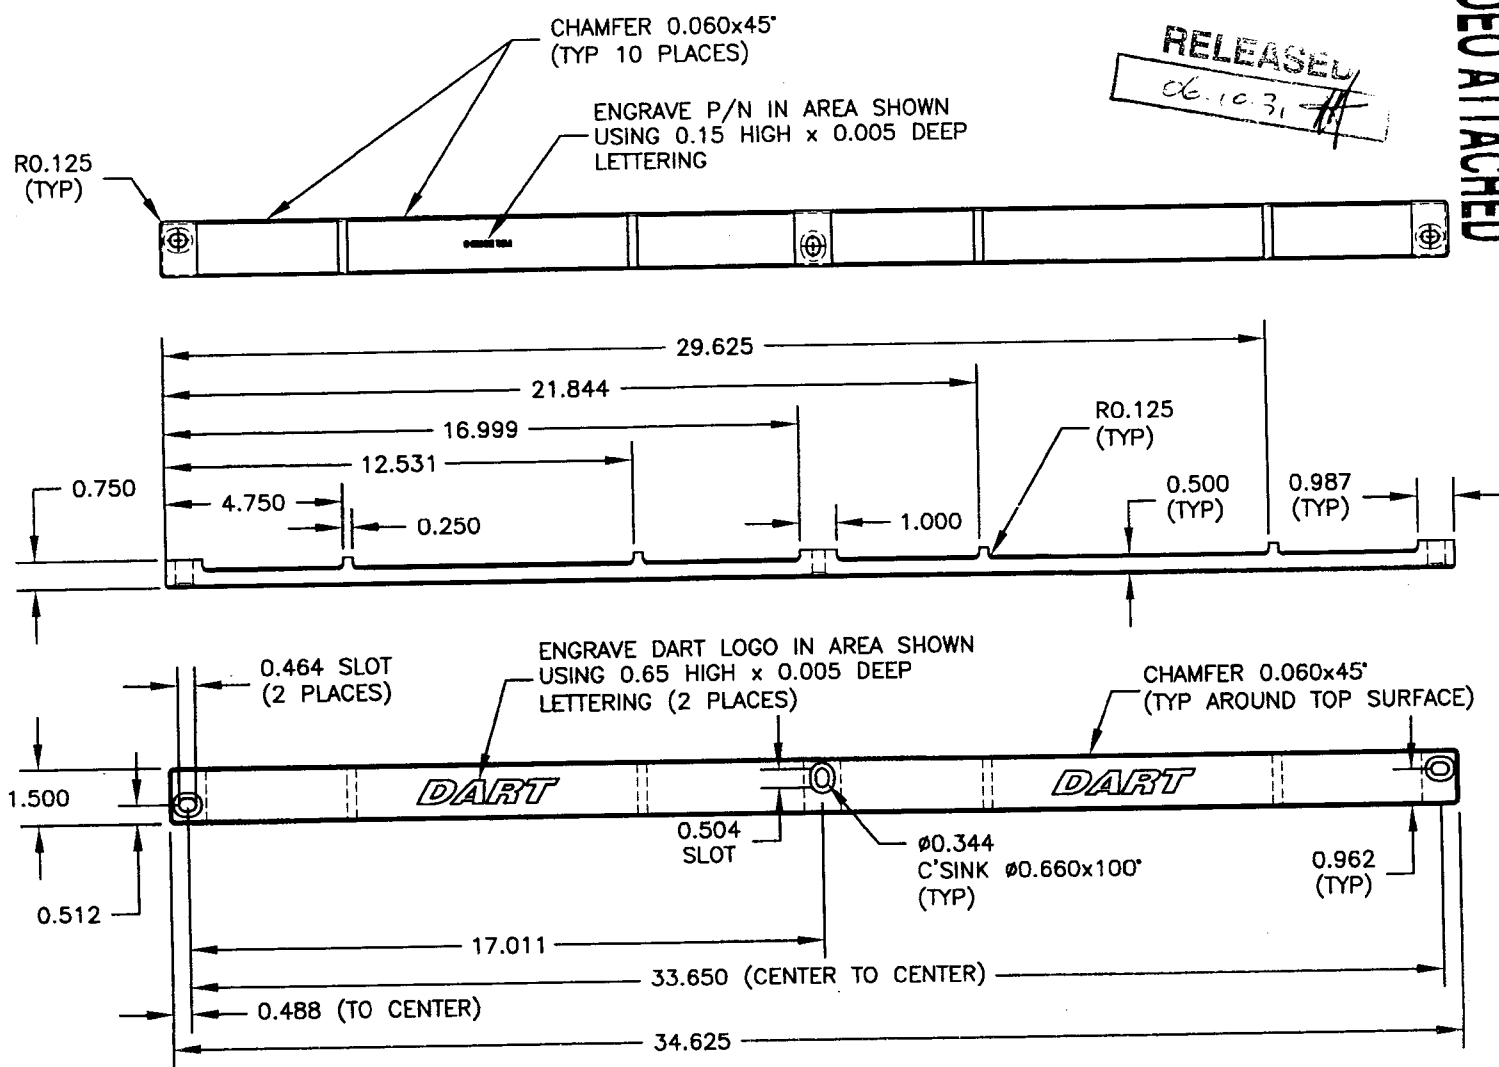 CHAMFER 0.060x45°
(TYP 10 PLACES)
RELEASED
06.10.31
ENGRAVE P/N IN AREA SHOWN
USING 0.15 HIGH x 0.005 DEEP
LETTERING
R0.125
(TYP)
DEO ATTACHED
29.625
21.844
16.999
12.531
R0.125
(TYP)
0.750
4.750
0.250
1.000
0.500
(TYP)
0.987
(TYP)
0.464 SLOT
(2 PLACES)
ENGRAVE DART LOGO IN AREA SHOWN
USING 0.65 HIGH x 0.005 DEEP
LETTERING (2 PLACES)
CHAMFER 0.060x45°
(TYP AROUND TOP SURFACE)
1.500
DART
DART
0.504
SLOT
ø0.344
C'SINK ø0.660x100°
(TYP)
0.962
(TYP)
0.512
17.011
33.650 (CENTER TO CENTER)
0.488 (TO CENTER)
34.625